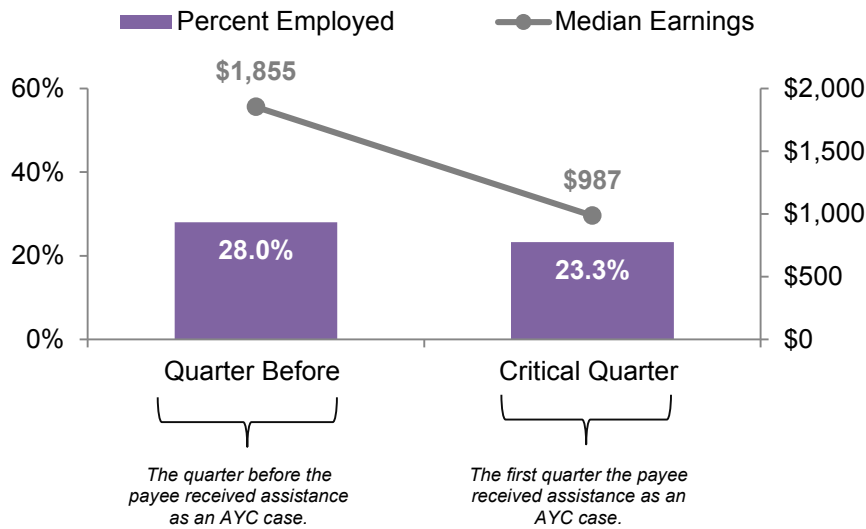 Percent Employed Median Earnings
$1,855
60% $2,000
$1,500
40% $987
$1,000
28.0% 23.3%
20%
$500
0% $0
Quarter Before Critical Quarter
The quarter before the
payee received assistance
as an AYC case.
The first quarter the payee
received assistance as an
AYC case.